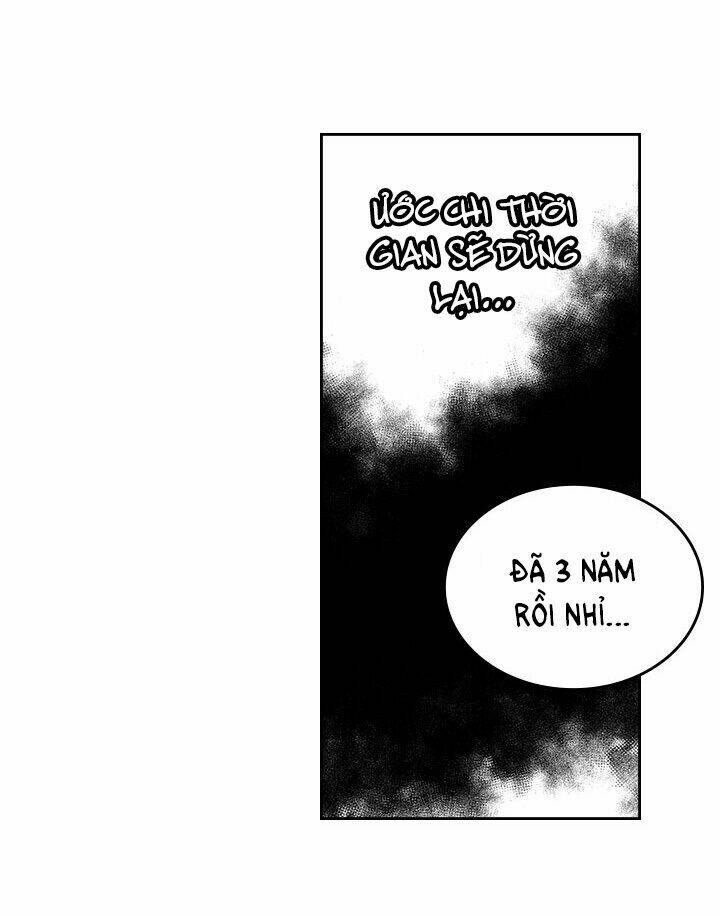 ƯỚC CHI THỜI
GIAN SẼ DỪNG
LẠI...
ĐÃ 3 NĂM
RỒI NHỈ...